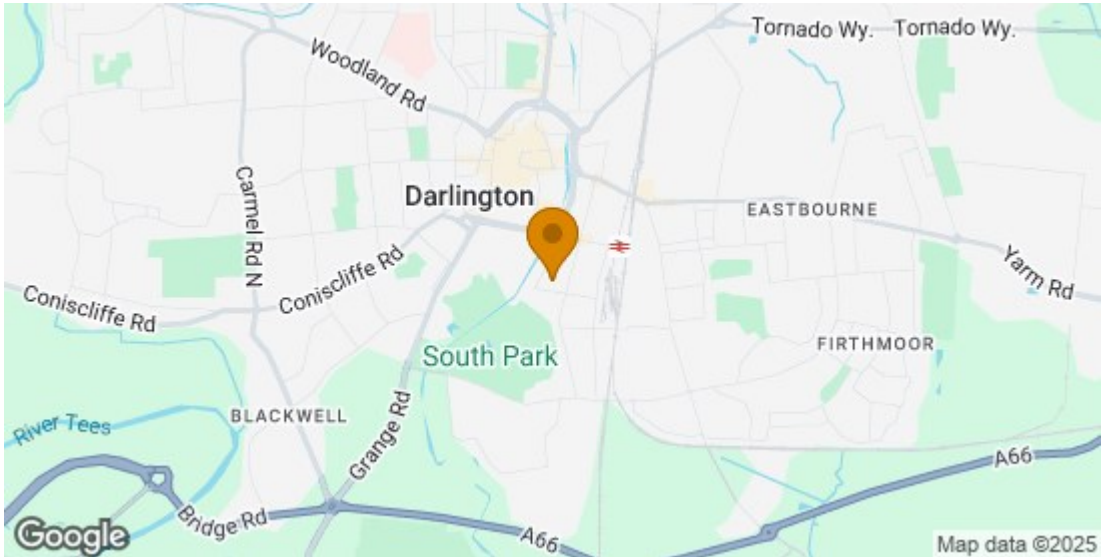 Tornado Wy.
Tornado Wy.
Woodland Rd
Darlington
Carmel Rd N
EASTBOURNE
Yarm Rd
Coniscliffe Rd
Coniscliffe Rd
FIRTHMOOR
South Park
BLACKWELL
River Tees
Grange Rd
A66
Bridge Rd
A66
Google
Map data ©2025